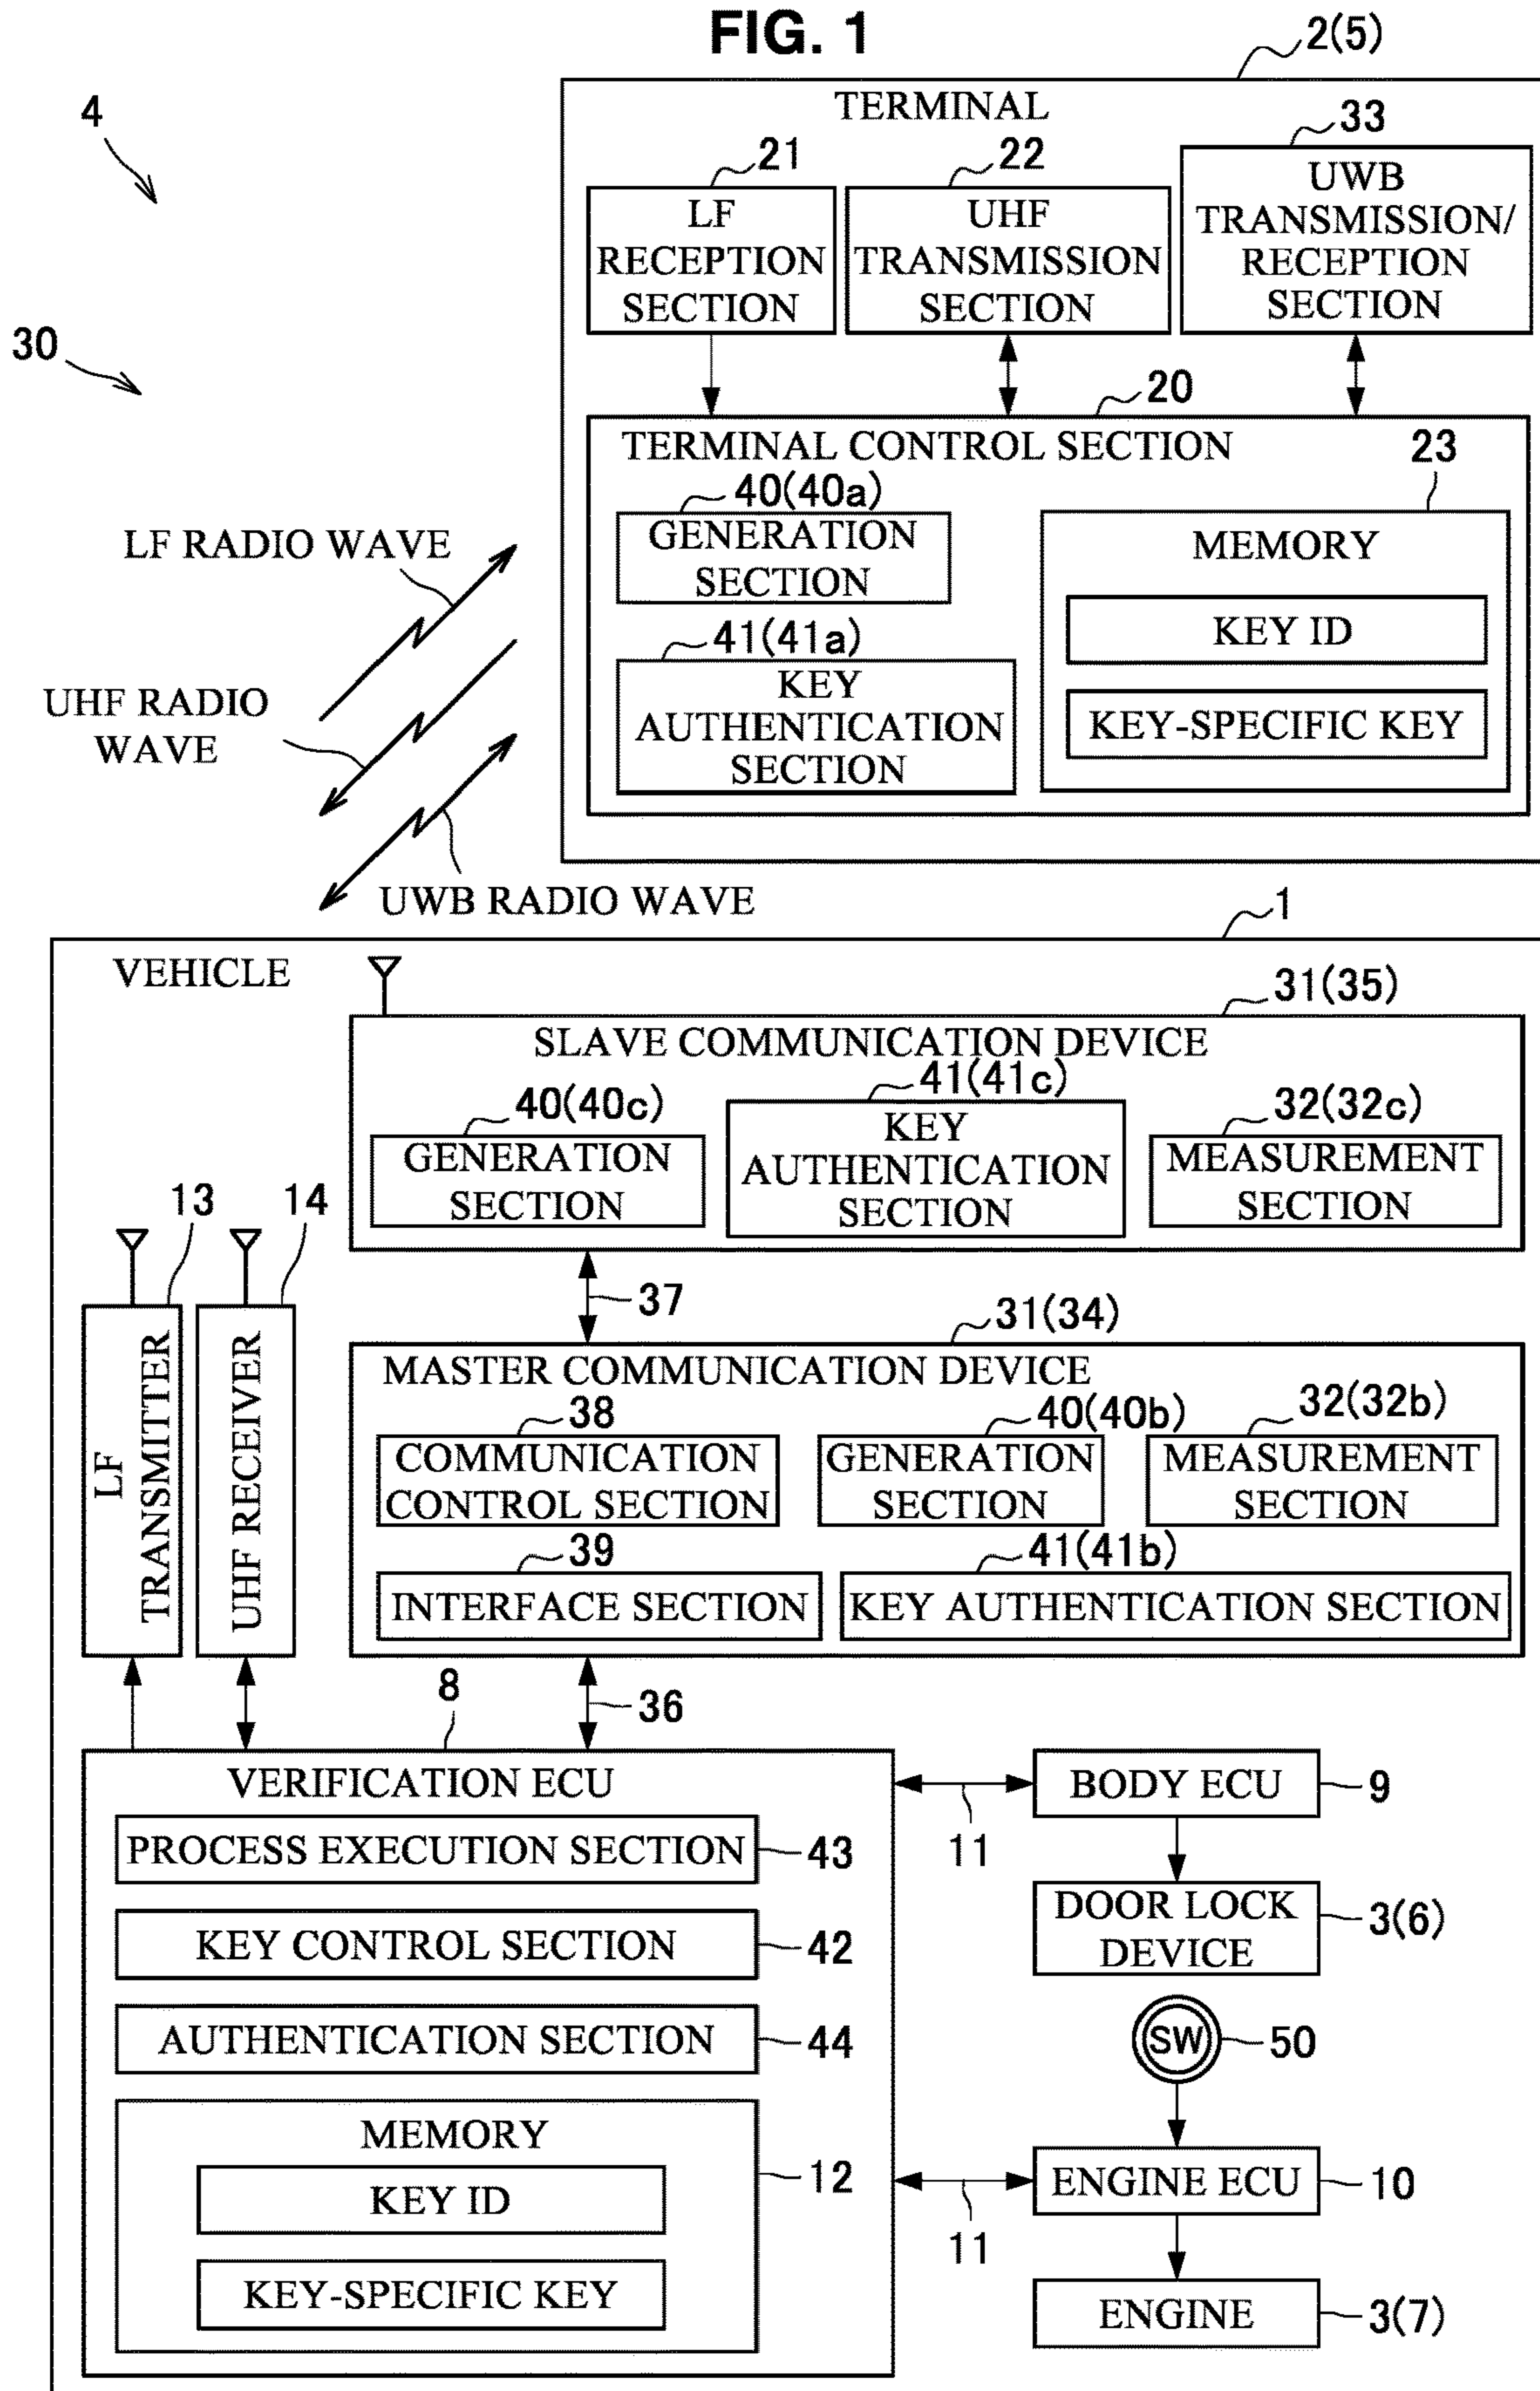 FIG. 1
2(5)
4
TERMINAL
33
21
22
LF
RECEPTION
SECTION
UHF
TRANSMISSION
SECTION
UWB
TRANSMISSION/
RECEPTION
SECTION
30
20
TERMINAL CONTROL SECTION
23
40(40a)
GENERATION
SECTION
MEMORY
KEY ID
KEY-SPECIFIC KEY
41(41a)
KEY
AUTHENTICATION
SECTION
LF RADIO WAVE
UHF RADIO
WAVE
UWB RADIO WAVE
1
VEHICLE
31(35)
SLAVE COMMUNICATION DEVICE
40(40c)
GENERATION
SECTION
41(41c)
KEY
AUTHENTICATION
SECTION
32(32c)
MEASUREMENT
SECTION
13
14
LF
TRANSMITTER
UHF RECEIVER
37
31(34)
MASTER COMMUNICATION DEVICE
38
COMMUNICATION
CONTROL SECTION
40(40b)
GENERATION
SECTION
32(32b)
MEASUREMENT
SECTION
39
INTERFACE SECTION
41(41b)
KEY AUTHENTICATION SECTION
8
36
VERIFICATION ECU
PROCESS EXECUTION SECTION
43
KEY CONTROL SECTION
42
AUTHENTICATION SECTION
44
MEMORY
12
KEY ID
KEY-SPECIFIC KEY
11
BODY ECU
9
DOOR LOCK
DEVICE
3(6)
SW
50
11
ENGINE ECU
10
ENGINE
3(7)